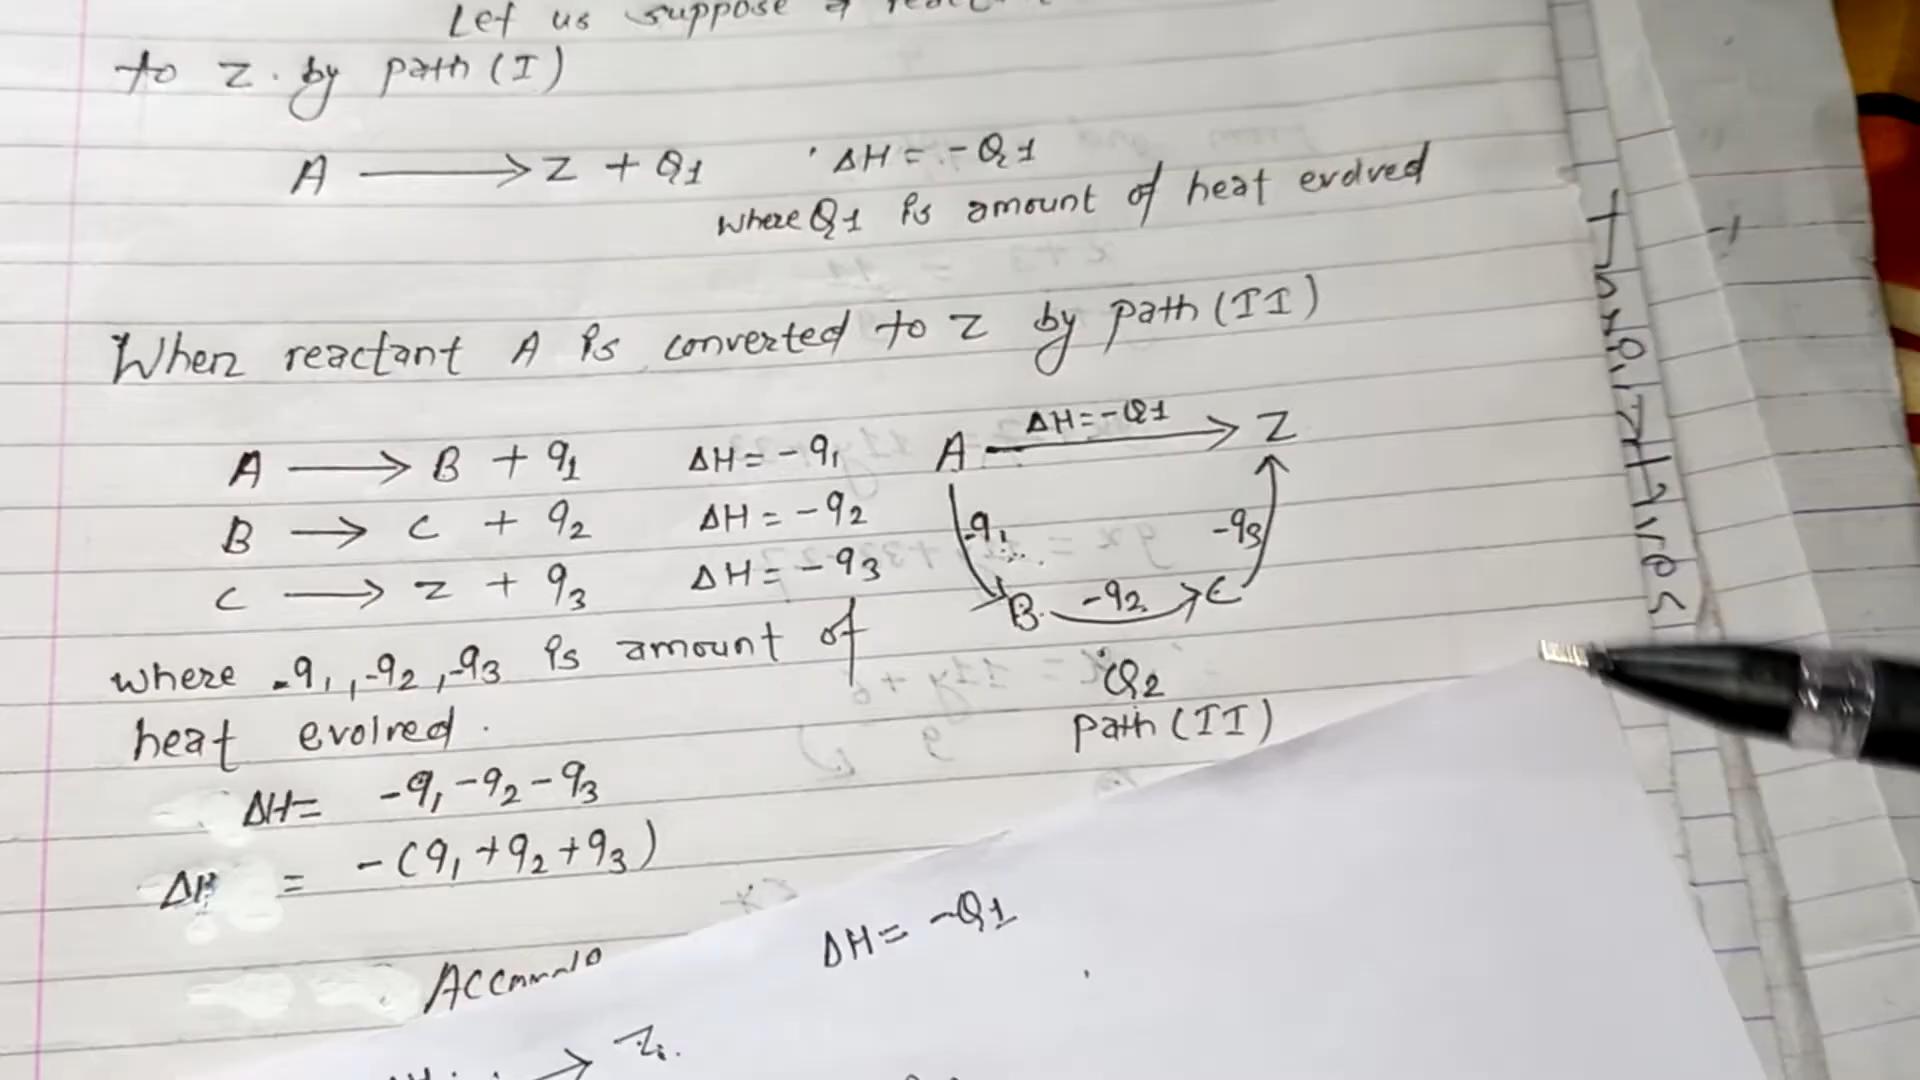 Let us suppose a
to Z. by path (I)
A ⟶ Z + Q1 ΔH = -Q1
where Q1 is amount of heat evolved
When reactant A is converted to Z by path (II)
A ⟶ B + q1 ΔH = -q1
B ⟶ C + q2 ΔH = -q2
C ⟶ Z + q3 ΔH = -q3
where -q1, -q2, -q3 is amount of
heat evolved.
ΔH = -q1 -q2 -q3
ΔH = -(q1 + q2 + q3)
A ΔH = -Q1 ⟶ Z
-q1 -q3
B -q2 ⟶ C
Q2
path (II)
ΔH = -Q1
⟶ Z.